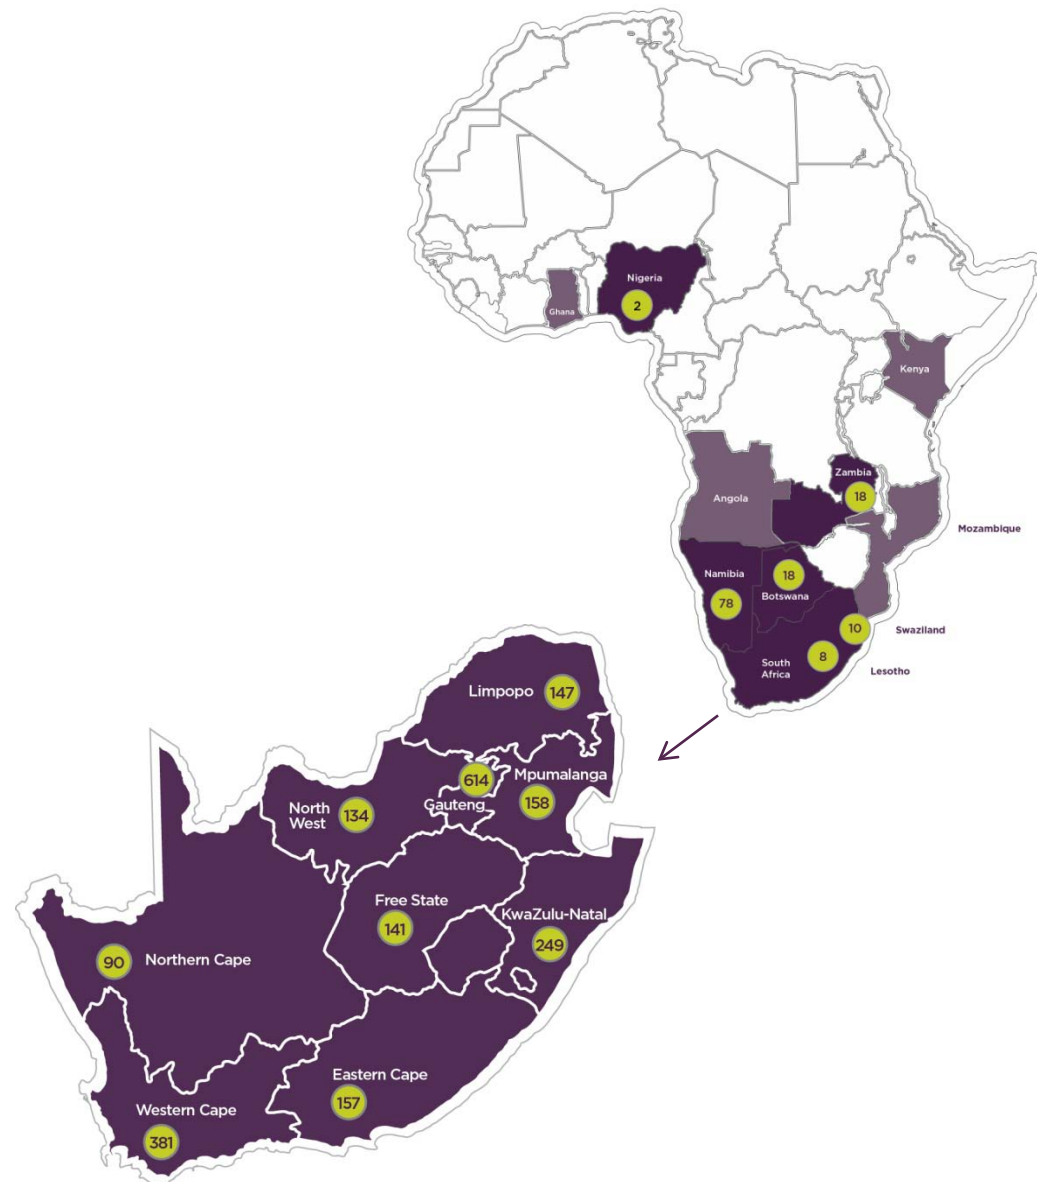 Nigeria
2
Ghana
Kenya
Zambia
18
Angola
Mozambique
Namibia
78
18
Botswana
10
Swaziland
South
Africa
8
Lesotho
Limpopo
147
614
Gauteng
Mpumalanga
158
North
West
134
Free State
141
KwaZulu-Natal
249
90
Northern Cape
Eastern Cape
157
Western Cape
381